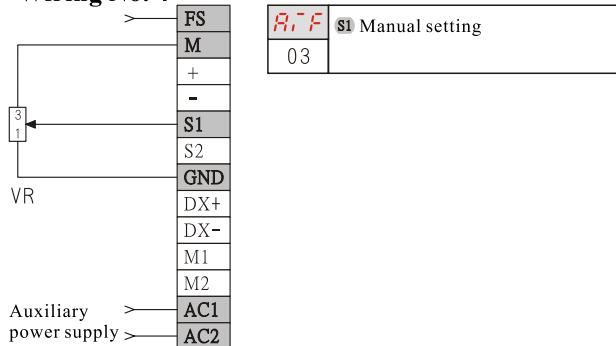 FS
M
+
-
S1
S2
GND
DX+
DX-
M1
M2
AC1
AC2
3
1
VR
Auxiliary
power supply
S1 Manual setting
03